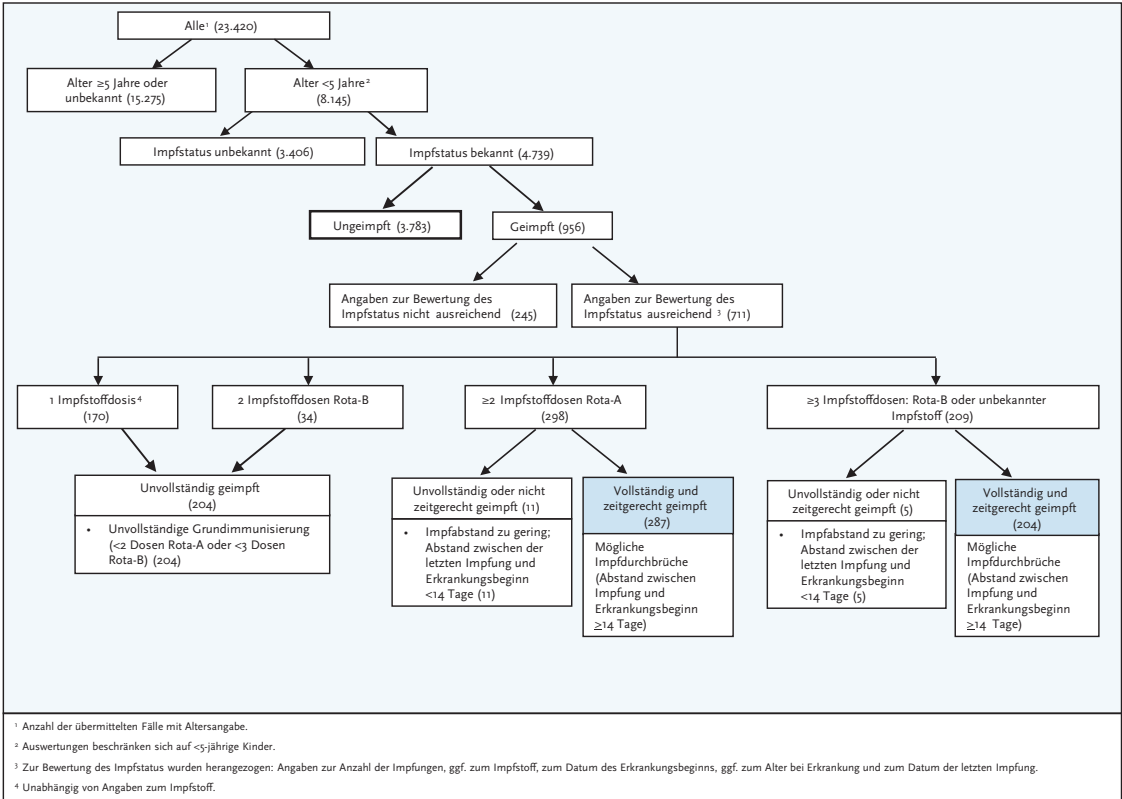 Alle¹ (23.420)
Alter ≥5 Jahre oder
unbekannt (15.275)
Alter <5 Jahre²
(8.145)
Impfstatus unbekannt (3.406)
Impfstatus bekannt (4.739)
Ungeimpft (3.783)
Geimpft (956)
Angaben zur Bewertung des
Impfstatus nicht ausreichend (245)
Angaben zur Bewertung des
Impfstatus ausreichend ³ (711)
1 Impfstoffdosis⁴
(170)
2 Impfstoffdosen Rota-B
(34)
≥2 Impfstoffdosen Rota-A
(298)
≥3 Impfstoffdosen: Rota-B oder unbekannter
Impfstoff (209)
Unvollständig geimpft
(204)
• Unvollständige Grundimmunisierung
(<2 Dosen Rota-A oder <3 Dosen
Rota-B) (204)
Unvollständig oder nicht
zeitgerecht geimpft (11)
• Impfabstand zu gering;
Abstand zwischen der
letzten Impfung und
Erkrankungsbeginn
<14 Tage (11)
Vollständig und
zeitgerecht geimpft
(287)
Mögliche
Impfdurchbrüche
(Abstand zwischen
Impfung und
Erkrankungsbeginn
≥14 Tage)
Unvollständig oder nicht
zeitgerecht geimpft (5)
• Impfabstand zu gering;
Abstand zwischen der
letzten Impfung und
Erkrankungsbeginn
<14 Tage (5)
Vollständig und
zeitgerecht geimpft
(204)
Mögliche
Impfdurchbrüche
(Abstand zwischen
Impfung und
Erkrankungsbeginn
≥14 Tage)
¹ Anzahl der übermittelten Fälle mit Altersangabe.
² Auswertungen beschränken sich auf <5-jährige Kinder.
³ Zur Bewertung des Impfstatus wurden herangezogen: Angaben zur Anzahl der Impfungen, ggf. zum Impfstoff, zum Datum des Erkrankungsbeginns, ggf. zum Alter bei Erkrankung und zum Datum der letzten Impfung.
⁴ Unabhängig von Angaben zum Impfstoff.